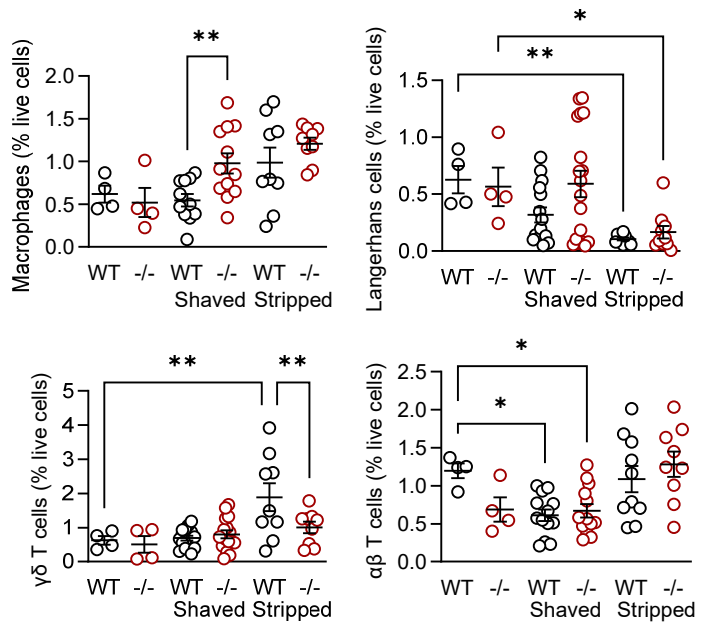 **
Macrophages (% live cells)
2.0
1.5
1.0
0.5
0.0
WT -/- WT -/- WT -/-
Shaved Stripped
*
**
Langerhans cells (% live cells)
1.5
1.0
0.5
0.0
WT -/- WT -/- WT -/-
Shaved Stripped
** **
γδ T cells (% live cells)
5
4
3
2
1
0
WT -/- WT -/- WT -/-
Shaved Stripped
*
*
αβ T cells (% live cells)
2.5
2.0
1.5
1.0
0.5
0.0
WT -/- WT -/- WT -/-
Shaved Stripped